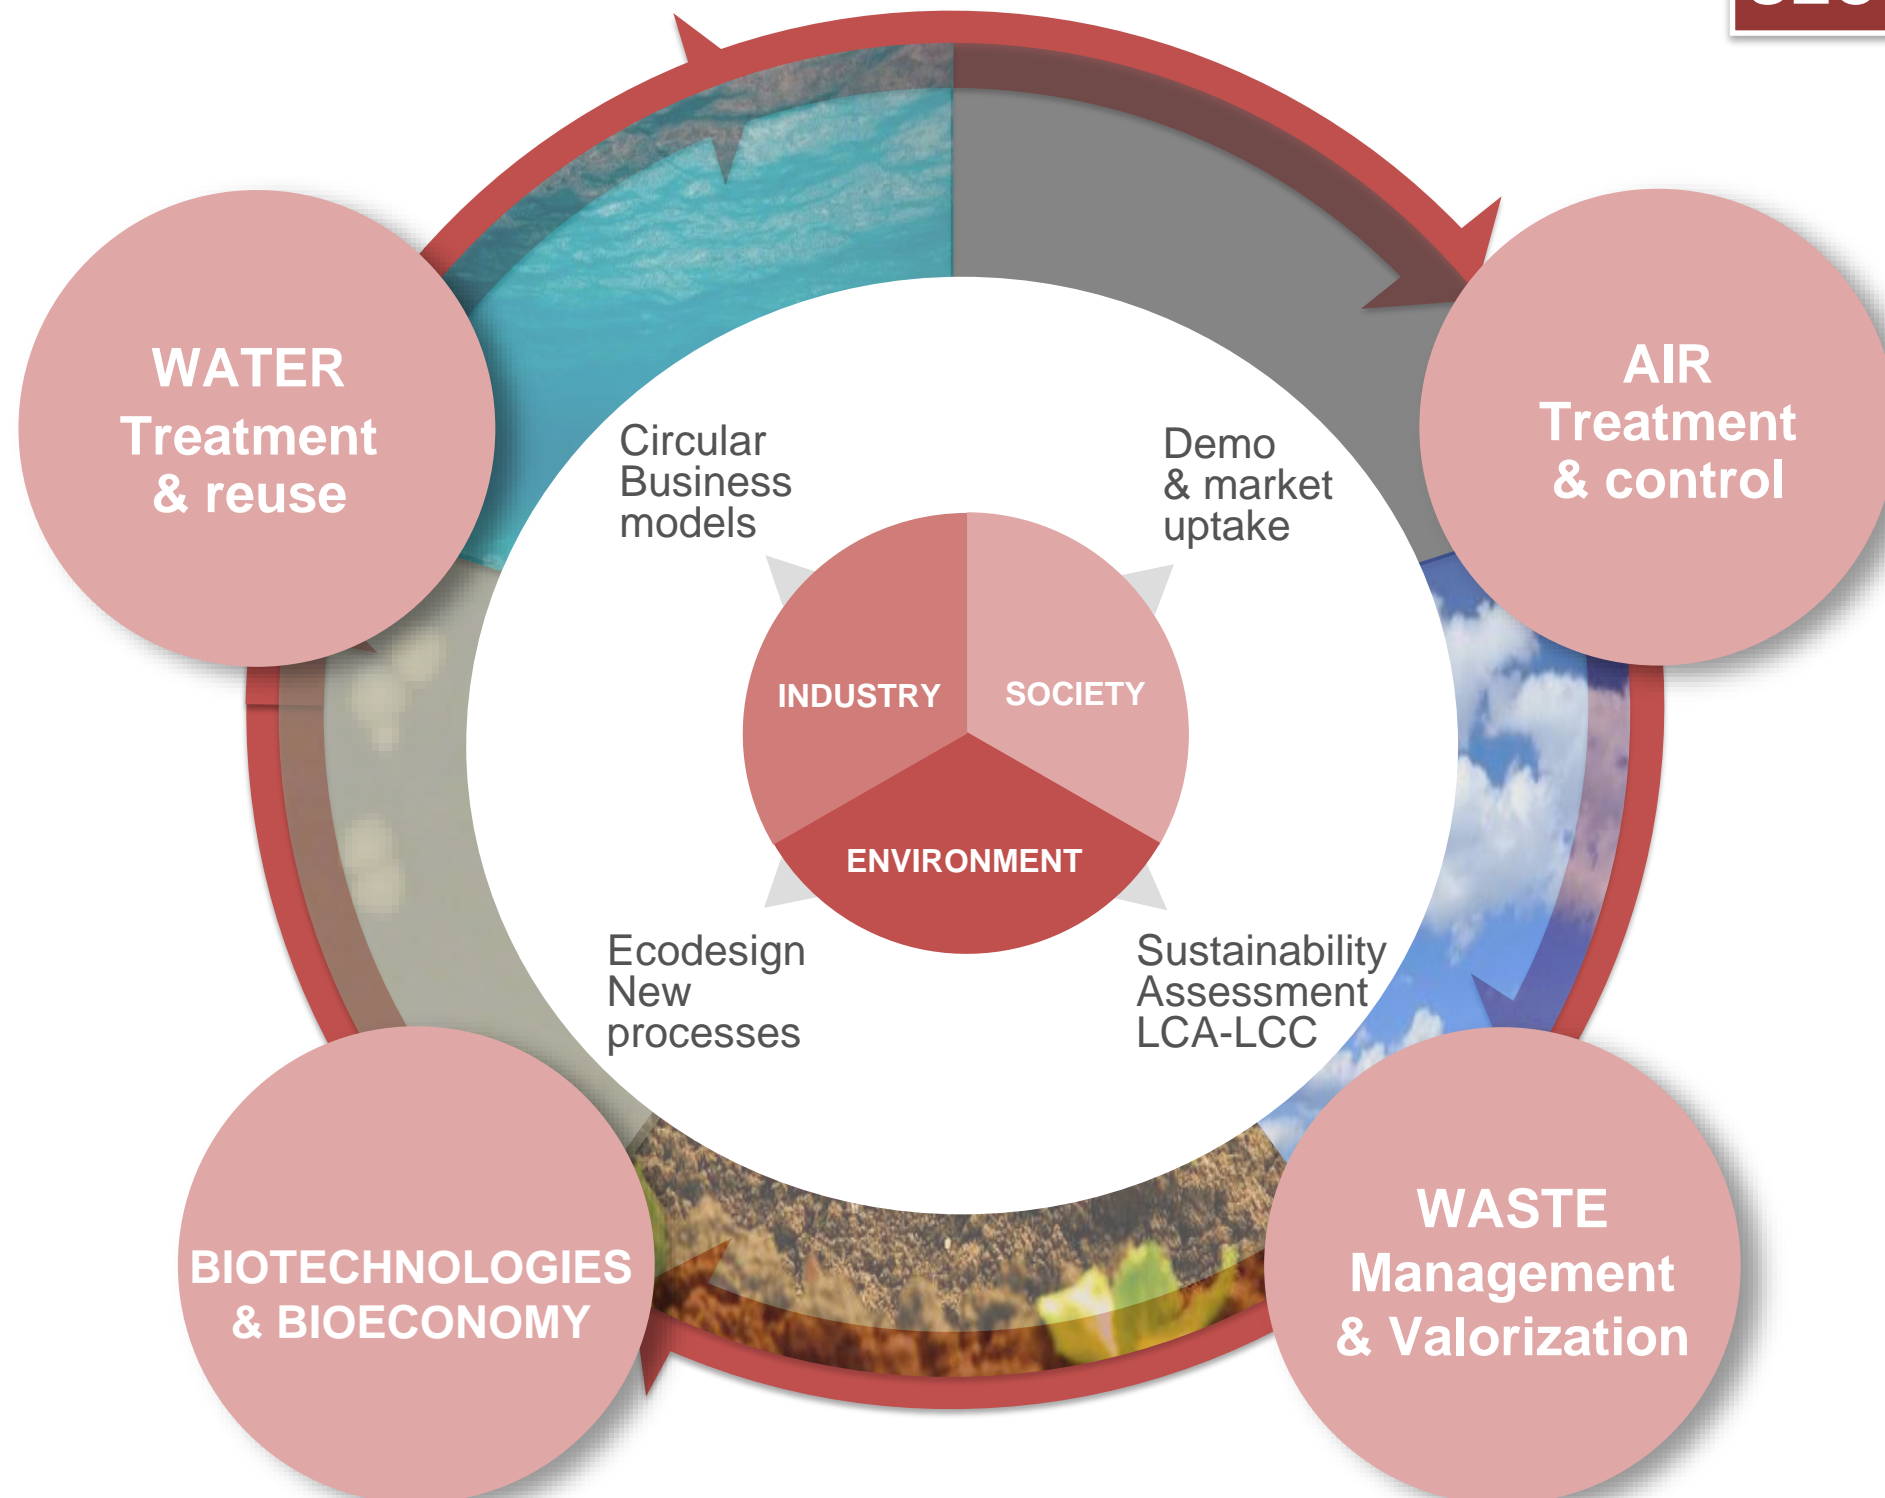 WATER
Treatment
& reuse
AIR
Treatment
& control
Circular
Business
models
Demo
& market
uptake
INDUSTRY
SOCIETY
ENVIRONMENT
Ecodesign
New
processes
Sustainability
Assessment
LCA-LCC
BIOTECHNOLOGIES
& BIOECONOMY
WASTE
Management
& Valorization